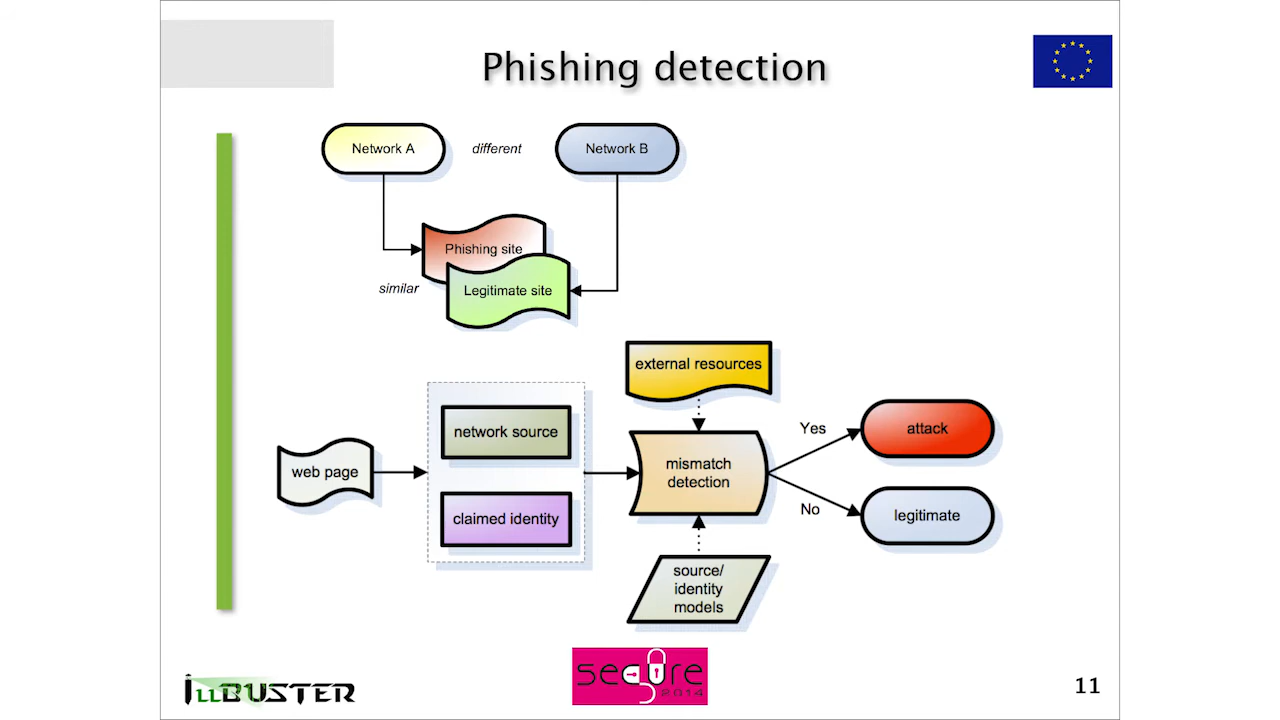 Phishing detection
Network A
different
Network B
Phishing site
similar
Legitimate site
external resources
network source
Yes
attack
web page
mismatch
detection
claimed identity
No
legitimate
source/
identity
models
iLLBUSTER
secure
2014
11